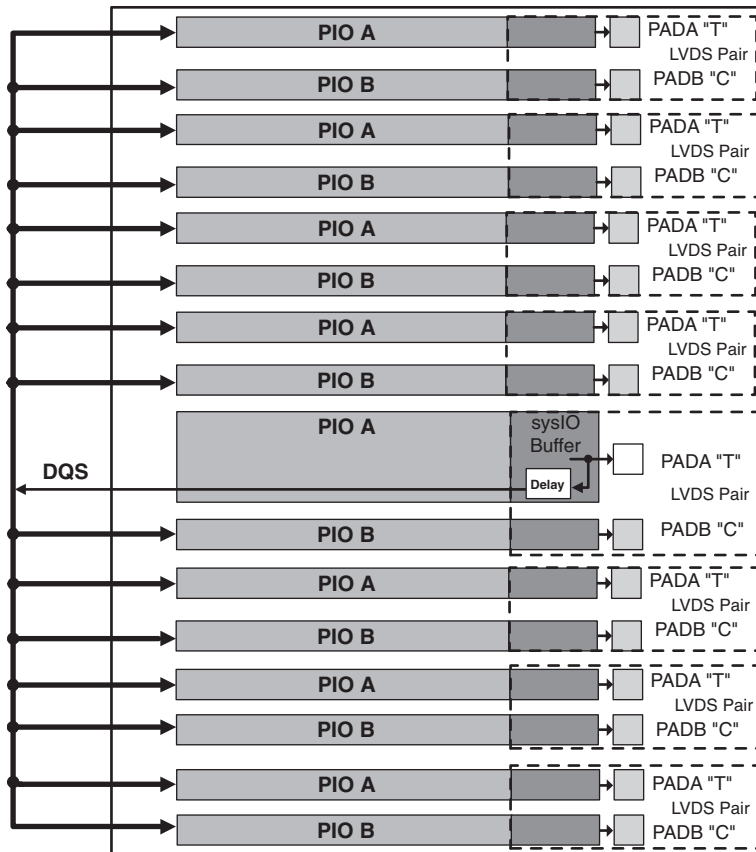 PIO A
PADA "T"
LVDS Pair
PIO B
PADB "C"
PIO A
PADA "T"
LVDS Pair
PIO B
PADB "C"
PIO A
PADA "T"
LVDS Pair
PIO B
PADB "C"
PIO A
PADA "T"
LVDS Pair
PIO B
PADB "C"
PIO A
sysIO
Buffer
PADA "T"
DQS
Delay
LVDS Pair
PIO B
PADB "C"
PIO A
PADA "T"
LVDS Pair
PIO B
PADB "C"
PIO A
PADA "T"
LVDS Pair
PIO B
PADB "C"
PIO A
PADA "T"
LVDS Pair
PIO B
PADB "C"